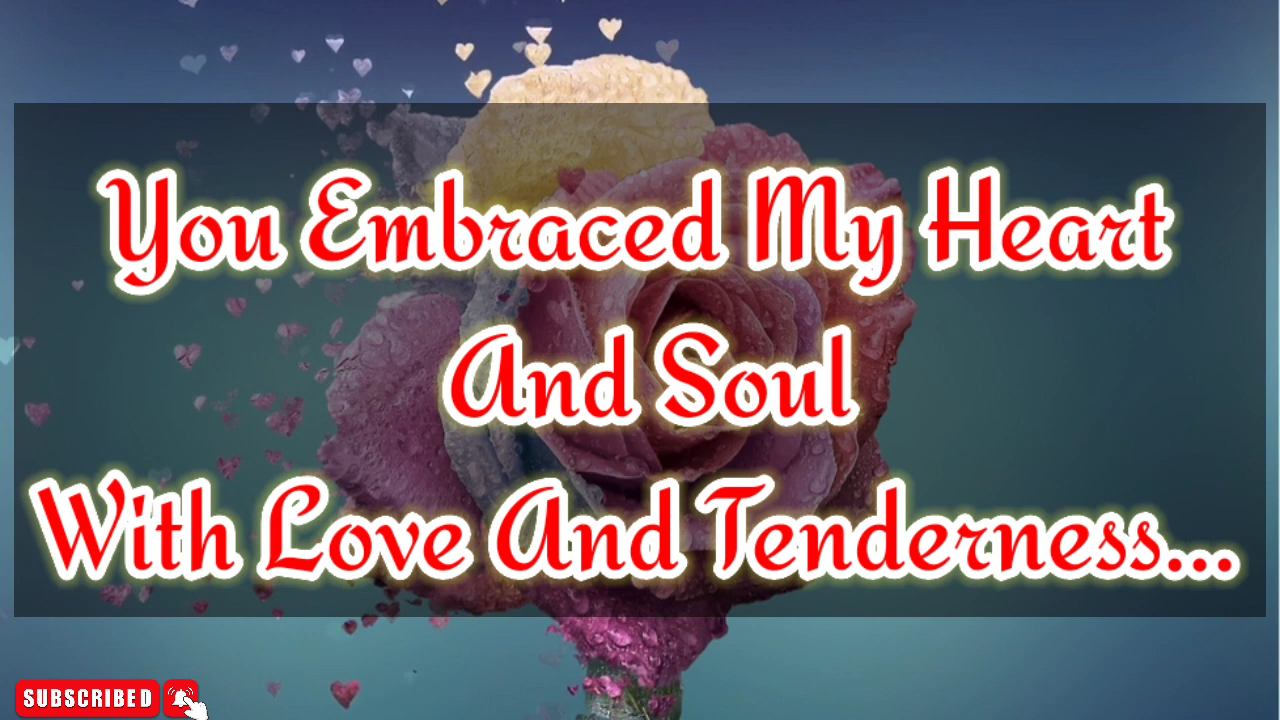 You Embraced My Heart
And Soul
With Love And Tenderness...
SUBSCRIBED